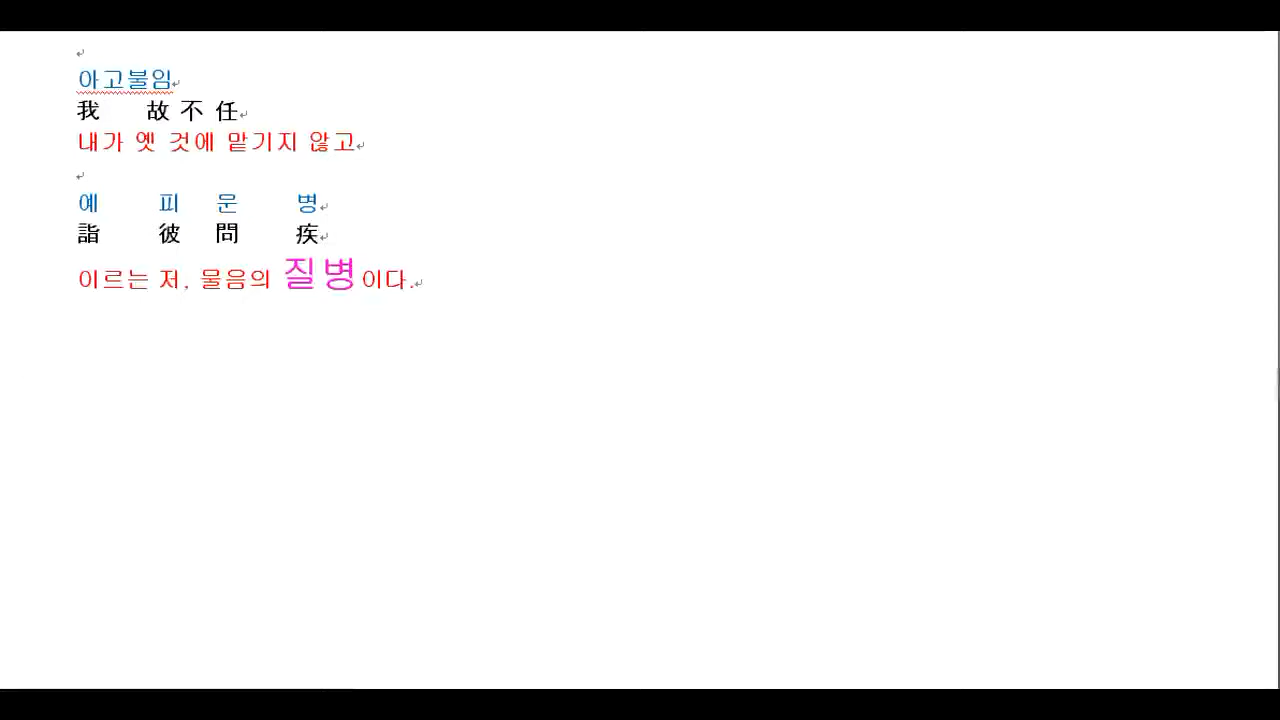 아고불임
我 故 不 任
내가 옛 것에 맡기지 않고
예 피 문 병
詣 彼 問 疾
이르는 저, 물음의 질병이다.